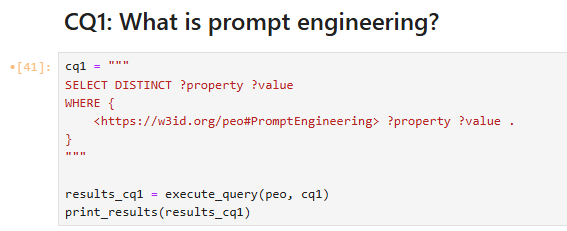 CQ1: What is prompt engineering?
•[41]: cq1 = """
SELECT DISTINCT ?property ?value
WHERE {
    <https://w3id.org/peo#PromptEngineering> ?property ?value .
}
"""

results_cq1 = execute_query(peo, cq1)
print_results(results_cq1)